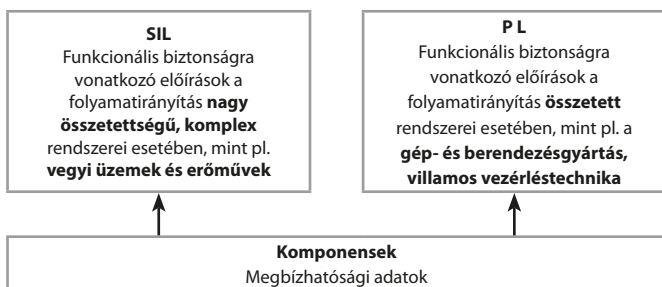 SIL
Funkcionális biztonságra
vonatkozó előírások a
folyamatirányítás nagy
összetettségű, komplex
rendszerei esetében, mint pl.
vegyi üzemek és erőművek
P L
Funkcionális biztonságra
vonatkozó előírások a
folyamatirányítás összetett
rendszerei esetében, mint pl. a
gép- és berendezésgyártás,
villamos vezérléstechnika
Komponensek
Megbízhatósági adatok